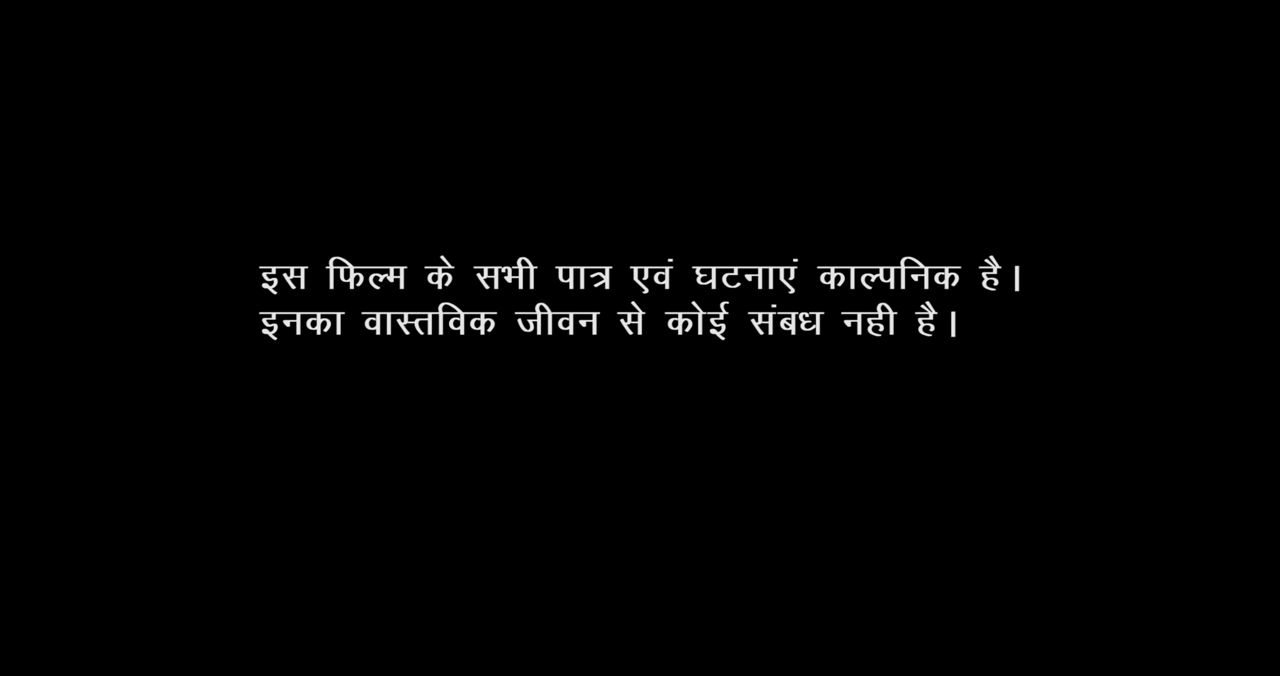 इस फिल्म के सभी पात्र एवं घटनाएं काल्पनिक है।
इनका वास्तविक जीवन से कोई संबध नही है।